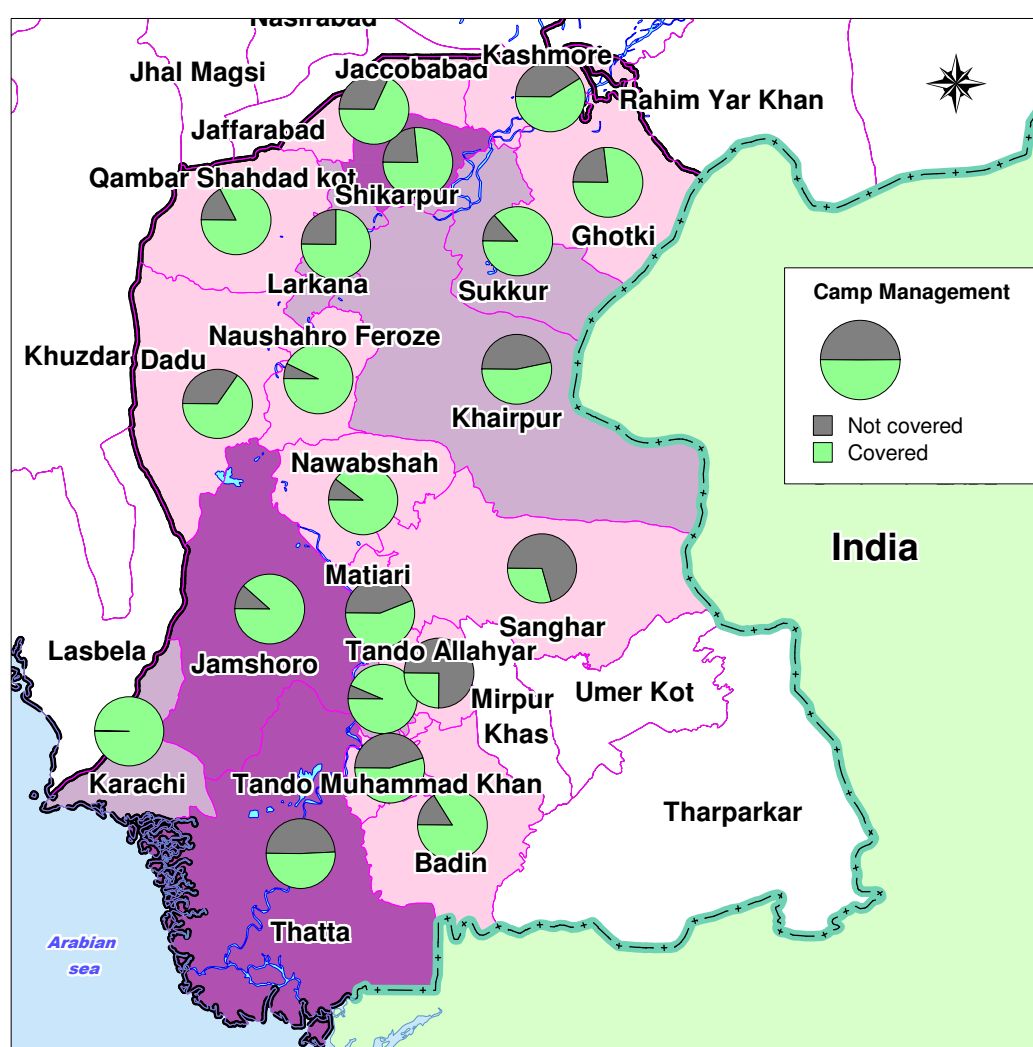 Nasirabad
Kashmore
Jhal Magsi
Jaccobabad
Rahim Yar Khan
Jaffarabad
Qambar Shahdad kot
Shikarpur
Ghotki
Larkana
Sukkur
Camp Management
Naushahro Feroze
Khuzdar
Dadu
Khairpur
Not covered
Covered
Nawabshah
India
Matiari
Sanghar
Lasbela
Jamshoro
Tando Allahyar
Mirpur
Khas
Umer Kot
Karachi
Tando Muhammad Khan
Tharparkar
Badin
Thatta
Arabian
sea